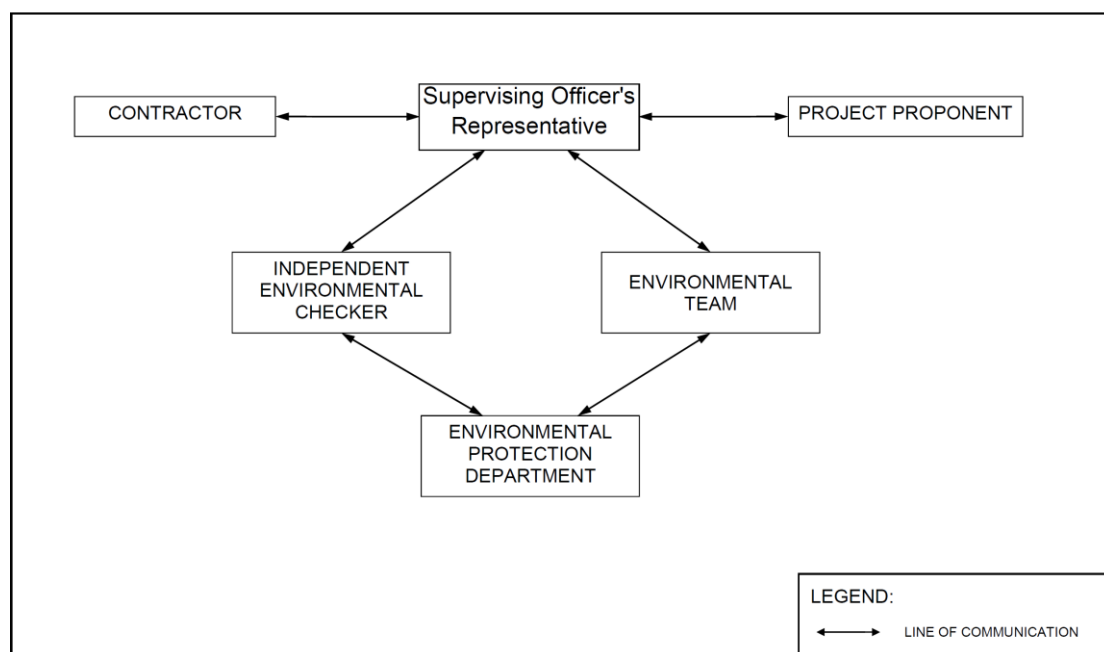 CONTRACTOR
Supervising Officer's
Representative
PROJECT PROPONENT
INDEPENDENT
ENVIRONMENTAL
CHECKER
ENVIRONMENTAL
TEAM
ENVIRONMENTAL
PROTECTION
DEPARTMENT
LEGEND:
LINE OF COMMUNICATION